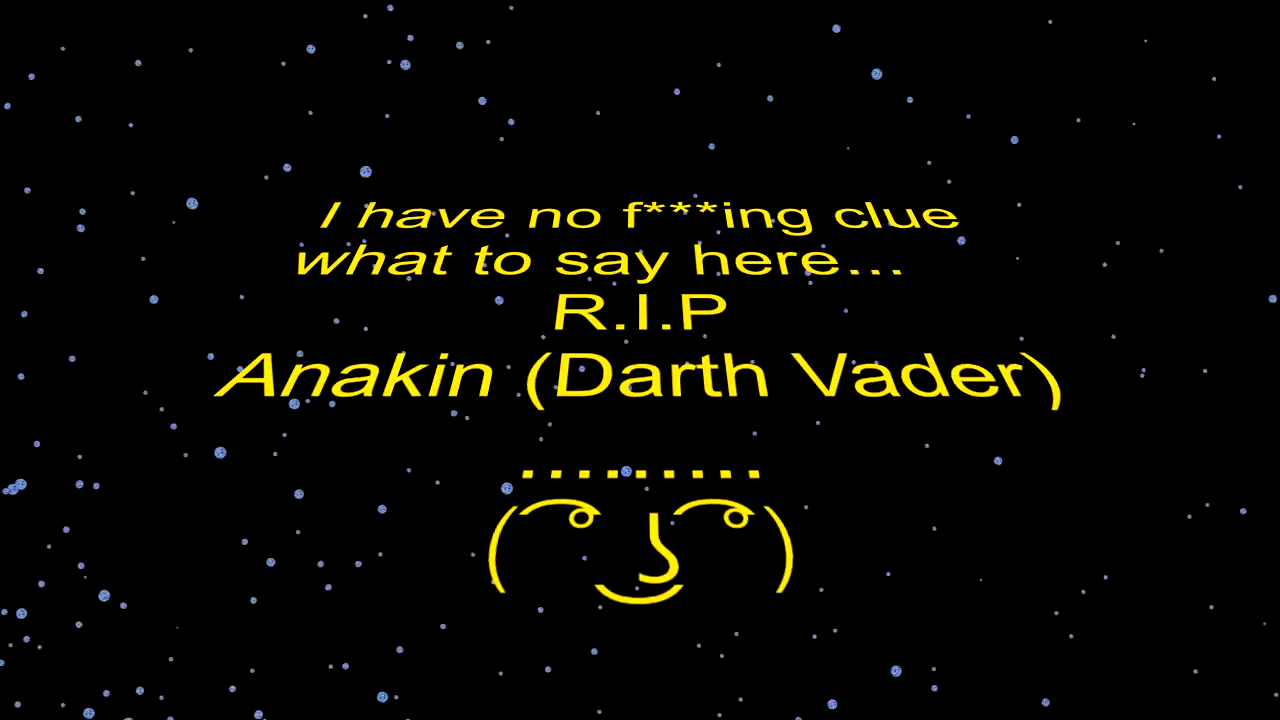 I have no f***ing clue
what to say here...
R.I.P
Anakin (Darth Vader)
.........
( ͡° ͜ʖ ͡°)